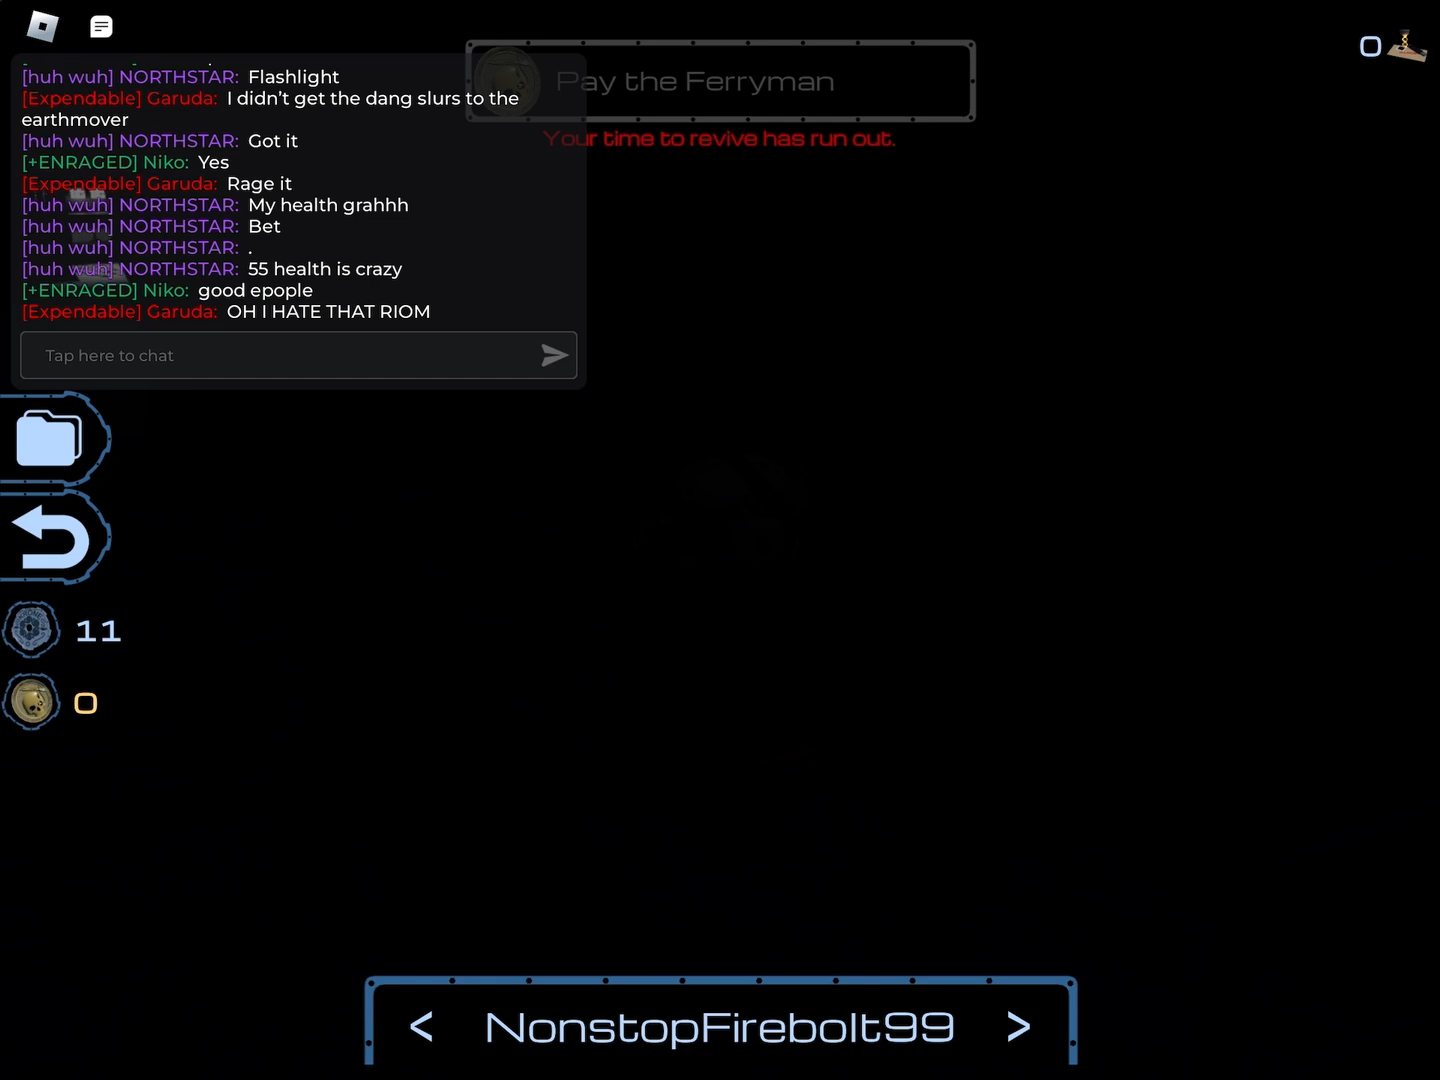 0
Pay the Ferryman
Your time to revive has run out.
[huh wuh] NORTHSTAR: Flashlight
[Expendable] Garuda: I didn’t get the dang slurs to the
earthmover
[huh wuh] NORTHSTAR: Got it
[+ENRAGED] Niko: Yes
[Expendable] Garuda: Rage it
[huh wuh] NORTHSTAR: My health grahhh
[huh wuh] NORTHSTAR: Bet
[huh wuh] NORTHSTAR: .
[huh wuh] NORTHSTAR: 55 health is crazy
[+ENRAGED] Niko: good epople
[Expendable] Garuda: OH I HATE THAT RIOM
Tap here to chat
11
0
< NonstopFirebolt99 >